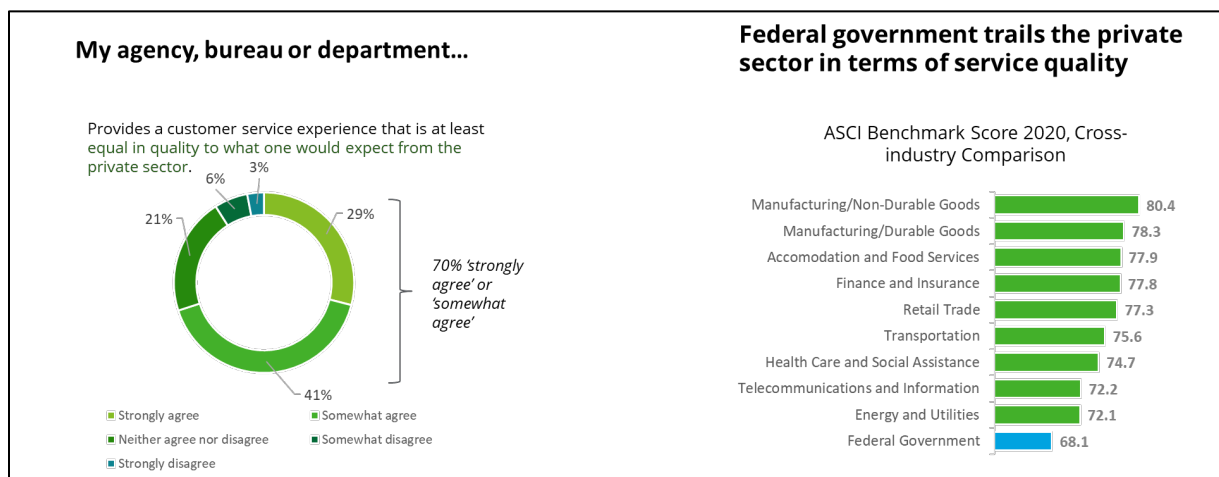 My agency, bureau or department...
Provides a customer service experience that is at least
equal in quality to what one would expect from the
private sector.
3%
6%
21%
29%
41%
70% ‘strongly
agree’ or
‘somewhat
agree’
Strongly agree
Somewhat agree
Neither agree nor disagree
Somewhat disagree
Strongly disagree
Federal government trails the private
sector in terms of service quality
ASCI Benchmark Score 2020, Cross-
industry Comparison
Manufacturing/Non-Durable Goods 80.4
Manufacturing/Durable Goods 78.3
Accomodation and Food Services 77.9
Finance and Insurance 77.8
Retail Trade 77.3
Transportation 75.6
Health Care and Social Assistance 74.7
Telecommunications and Information 72.2
Energy and Utilities 72.1
Federal Government 68.1